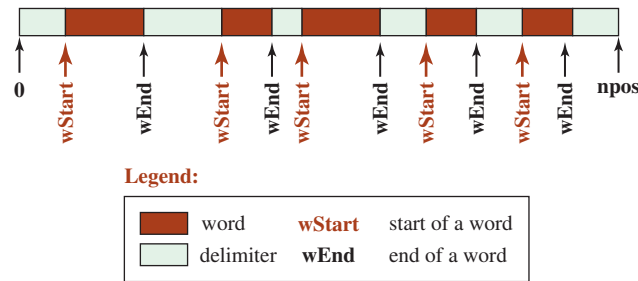 0 wStart wEnd wStart wEnd wStart wEnd wStart wEnd wStart wEnd npos
Legend:
word wStart start of a word
delimiter wEnd end of a word